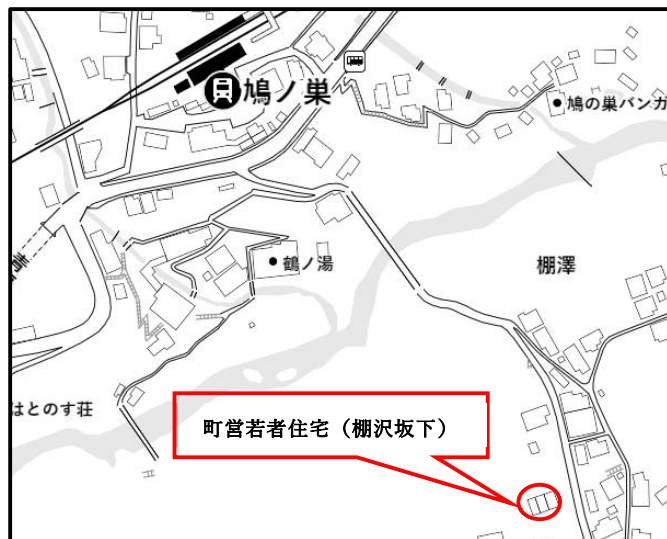 鳩ノ巣
鳩の巣バンガ
鶴ノ湯
棚澤
はとのす荘
町営若者住宅（棚沢坂下）